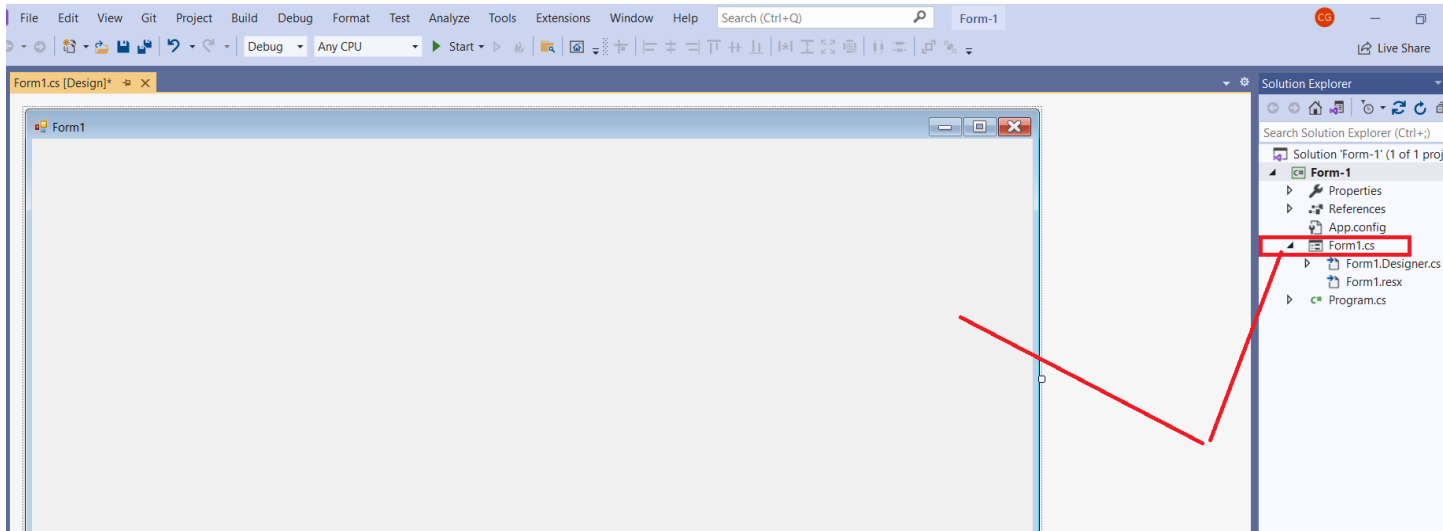 File Edit View Git Project Build Debug Format Test Analyze Tools Extensions Window Help Search (Ctrl+Q) Form-1 CG
Debug Any CPU Start Live Share
Form1.cs [Design]* Solution Explorer
Form1
Search Solution Explorer (Ctrl+;)
Solution 'Form-1' (1 of 1 proj
C# Form-1
Properties
References
App.config
Form1.cs
Form1.Designer.cs
Form1.resx
C# Program.cs